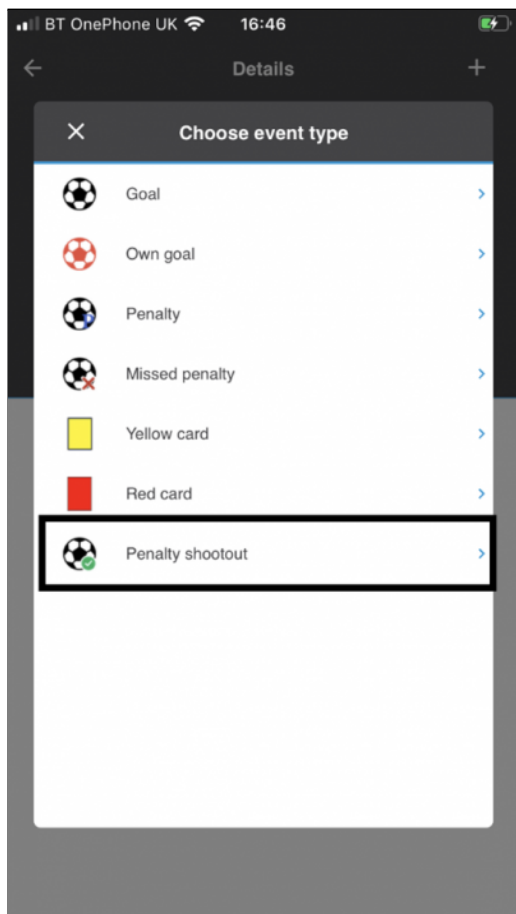 BT OnePhone UK 16:46
Details
Choose event type
Goal
Own goal
Penalty
Missed penalty
Yellow card
Red card
Penalty shootout